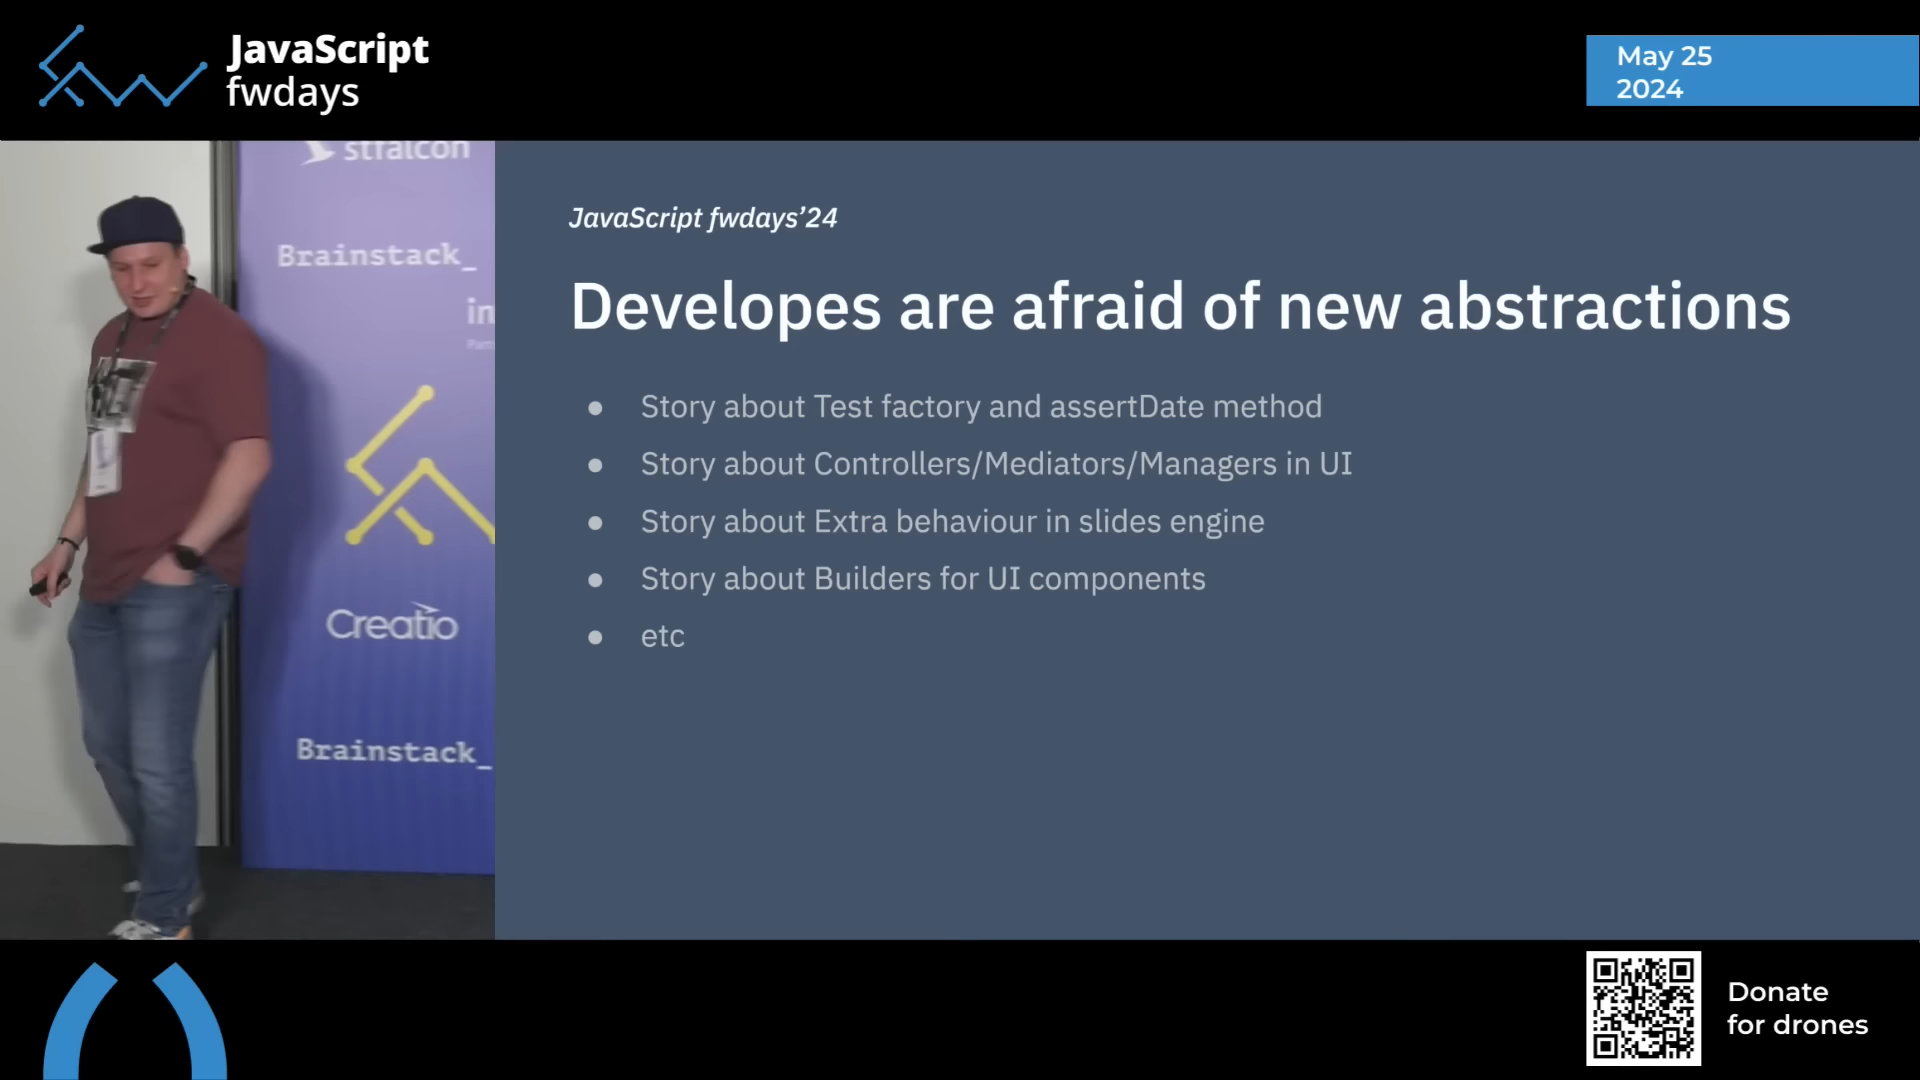 JavaScript
fwdays
May 25
2024
stfalcon
Brainstack_
in
Creatio
Brainstack_
JavaScript fwdays’24
Developes are afraid of new abstractions
● Story about Test factory and assertDate method
● Story about Controllers/Mediators/Managers in UI
● Story about Extra behaviour in slides engine
● Story about Builders for UI components
● etc
Donate
for drones